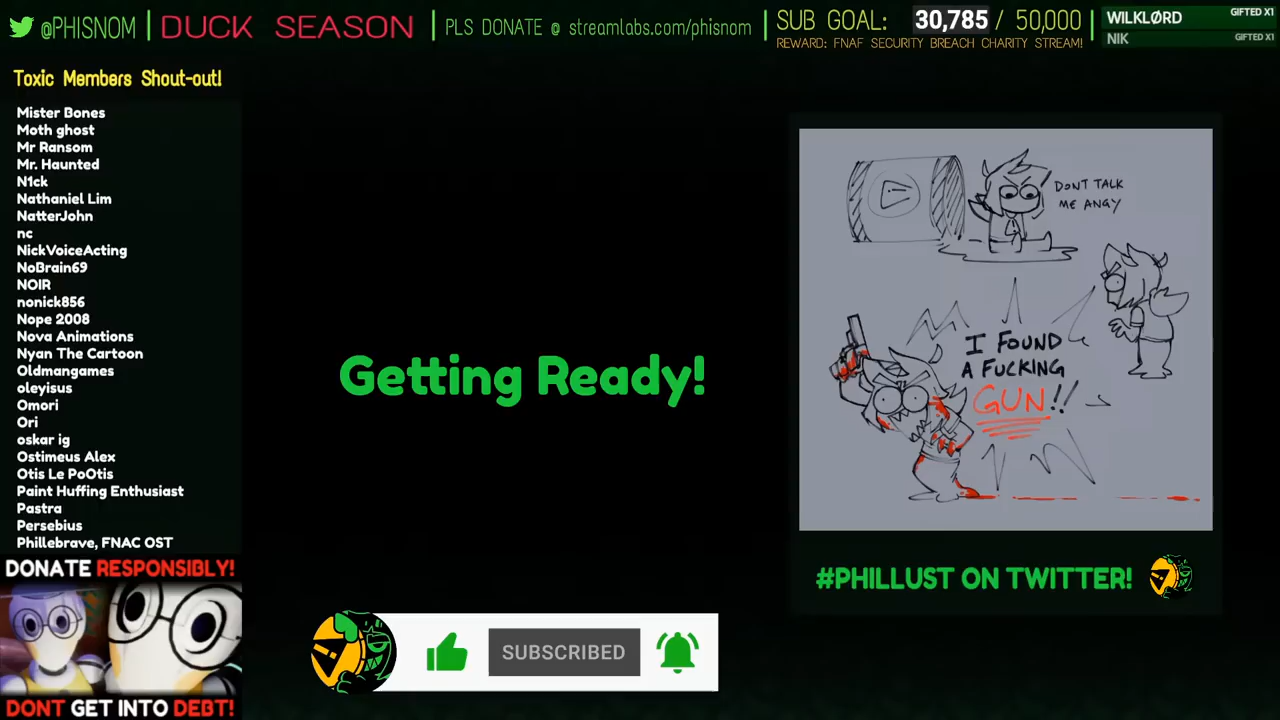 @PHISNOM
DUCK SEASON
PLS DONATE @ streamlabs.com/phisnom
SUB GOAL: 30,785 / 50,000
REWARD: FNAF SECURITY BREACH CHARITY STREAM!
WILKLØRD GIFTED X1
NIK GIFTED X1
Toxic Members Shout-out!
Mister Bones
Moth ghost
Mr Ransom
Mr. Haunted
N1ck
Nathaniel Lim
NatterJohn
nc
NickVoiceActing
NoBrain69
NOIR
nonick856
Nope 2008
Nova Animations
Nyan The Cartoon
Oldmangames
oleyisus
Omori
Ori
oskar ig
Ostimeus Alex
Otis Le PoOtis
Paint Huffing Enthusiast
Pastra
Persebius
Phillebrave, FNAC OST
DONATE RESPONSIBLY!
DONT GET INTO DEBT!
Getting Ready!
SUBSCRIBED
DONT TALK
ME ANGY
I FOUND
A FUCKING
GUN!!
#PHILLUST ON TWITTER!